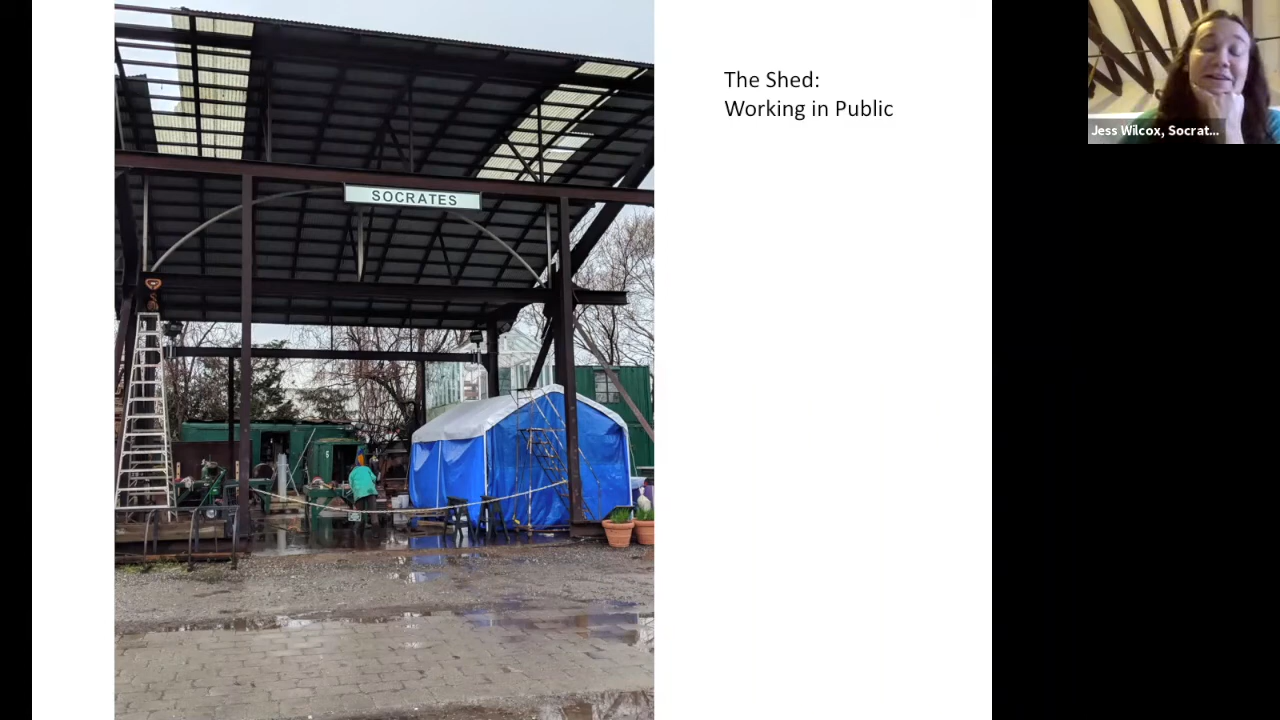 The Shed:
Working in Public
SOCRATES
Jess Wilcox, Socrat...